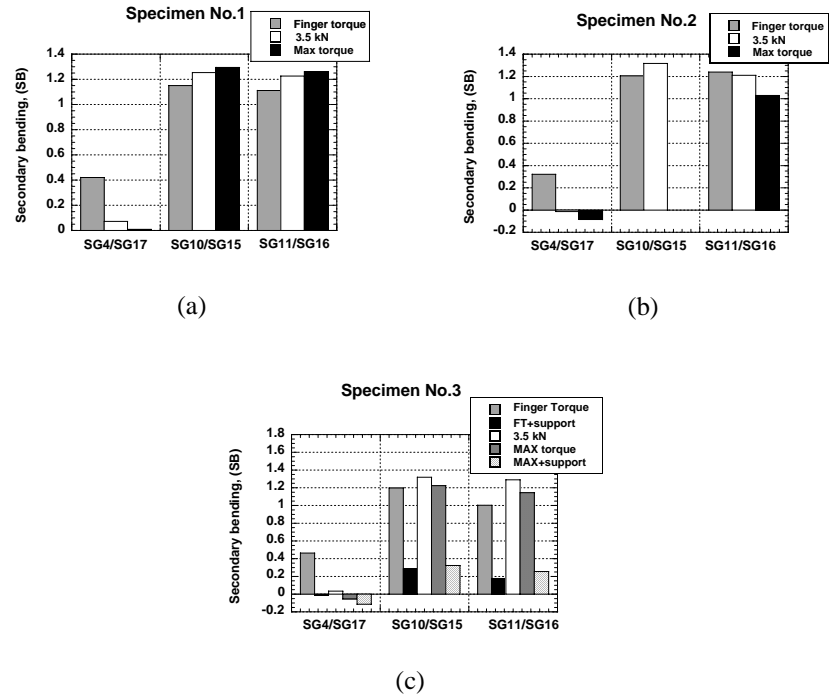 Specimen No.1
Finger torque
3.5 kN
Max torque
Secondary bending, (SB)
1.4
1.2
1
0.8
0.6
0.4
0.2
0
SG4/SG17 SG10/SG15 SG11/SG16
(a)
Specimen No.2
Finger torque
3.5 kN
Max torque
Secondary bending, (SB)
1.4
1.2
1
0.8
0.6
0.4
0.2
0
-0.2
SG4/SG17 SG10/SG15 SG11/SG16
(b)
Specimen No.3
Finger Torque
FT+support
3.5 kN
MAX torque
MAX+support
Secondary bending, (SB)
1.8
1.6
1.4
1.2
1
0.8
0.6
0.4
0.2
0
-0.2
SG4/SG17 SG10/SG15 SG11/SG16
(c)